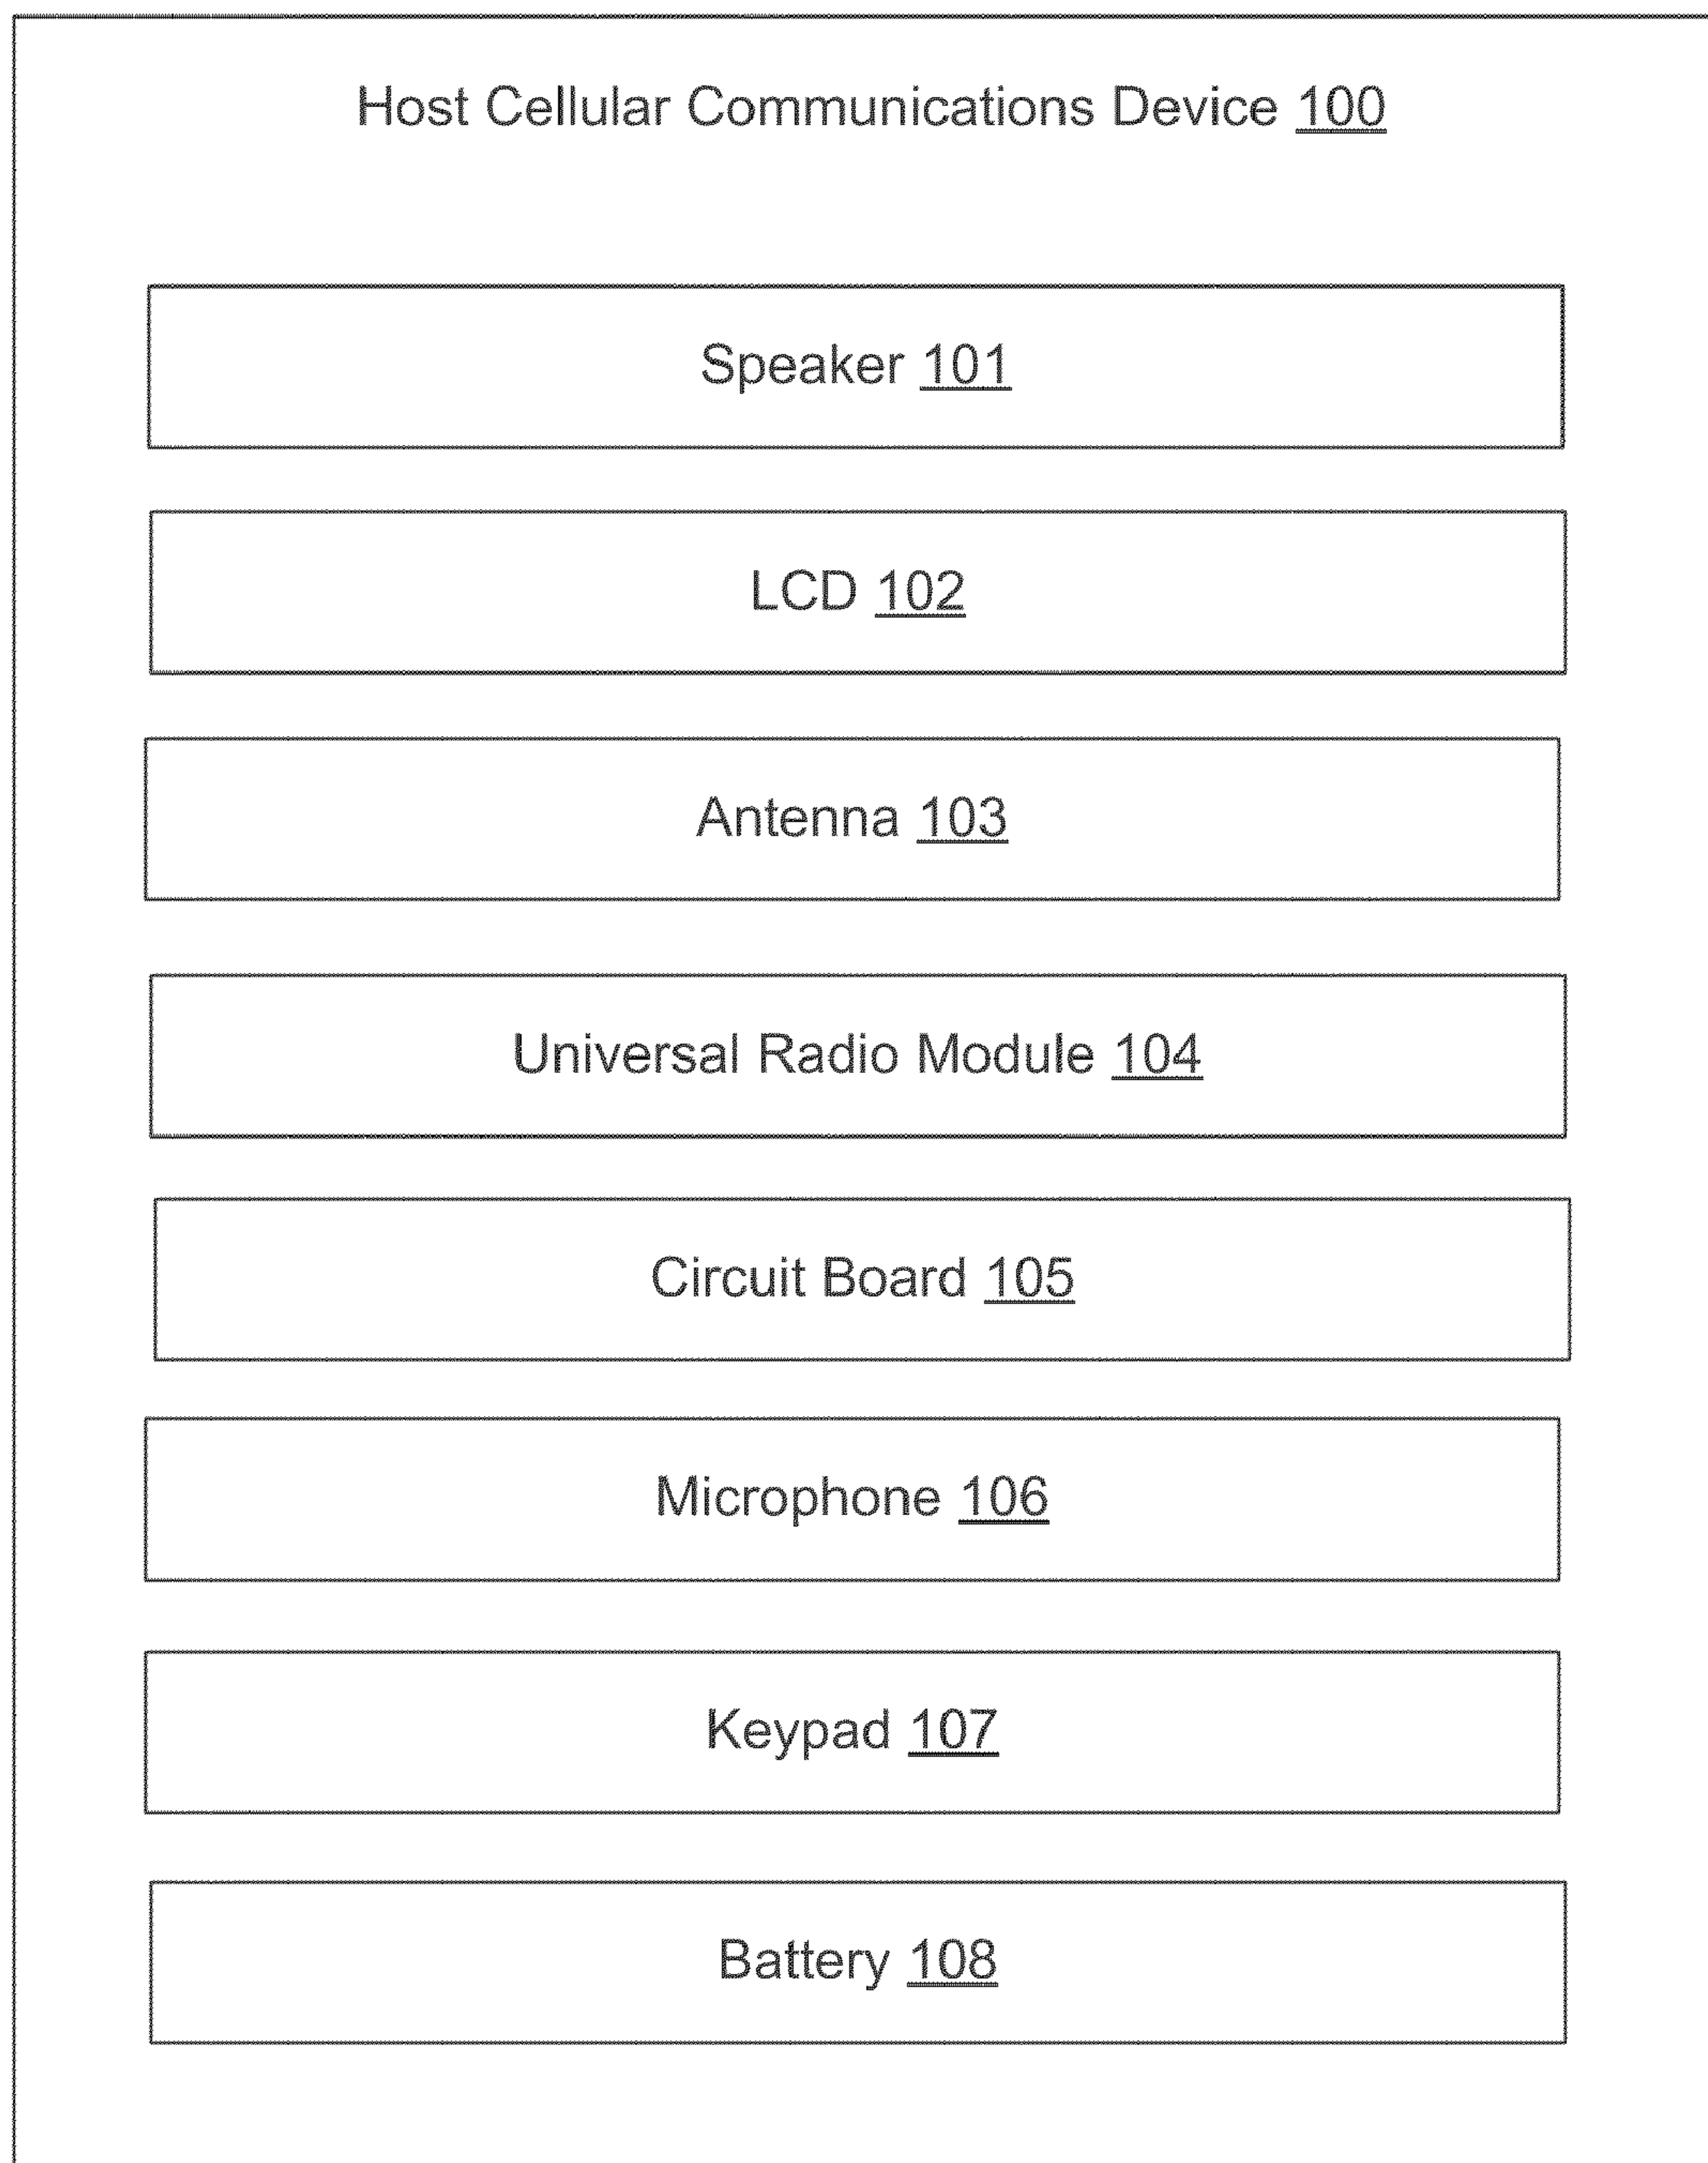 Host Cellular Communications Device 100
Speaker 101
LCD 102
Antenna 103
Universal Radio Module 104
Circuit Board 105
Microphone 106
Keypad 107
Battery 108